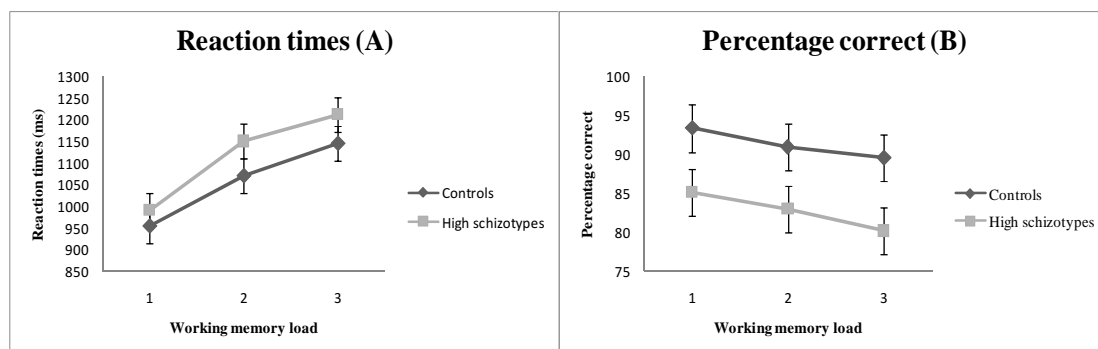 Reaction times (A)
1300
1250
1200
1150
1100
1050
1000
950
900
850
Reaction times (ms)
1 2 3
Working memory load
Controls
High schizotypes
Percentage correct (B)
100
95
90
85
80
75
Percentage correct
1 2 3
Working memory load
Controls
High schizotypes